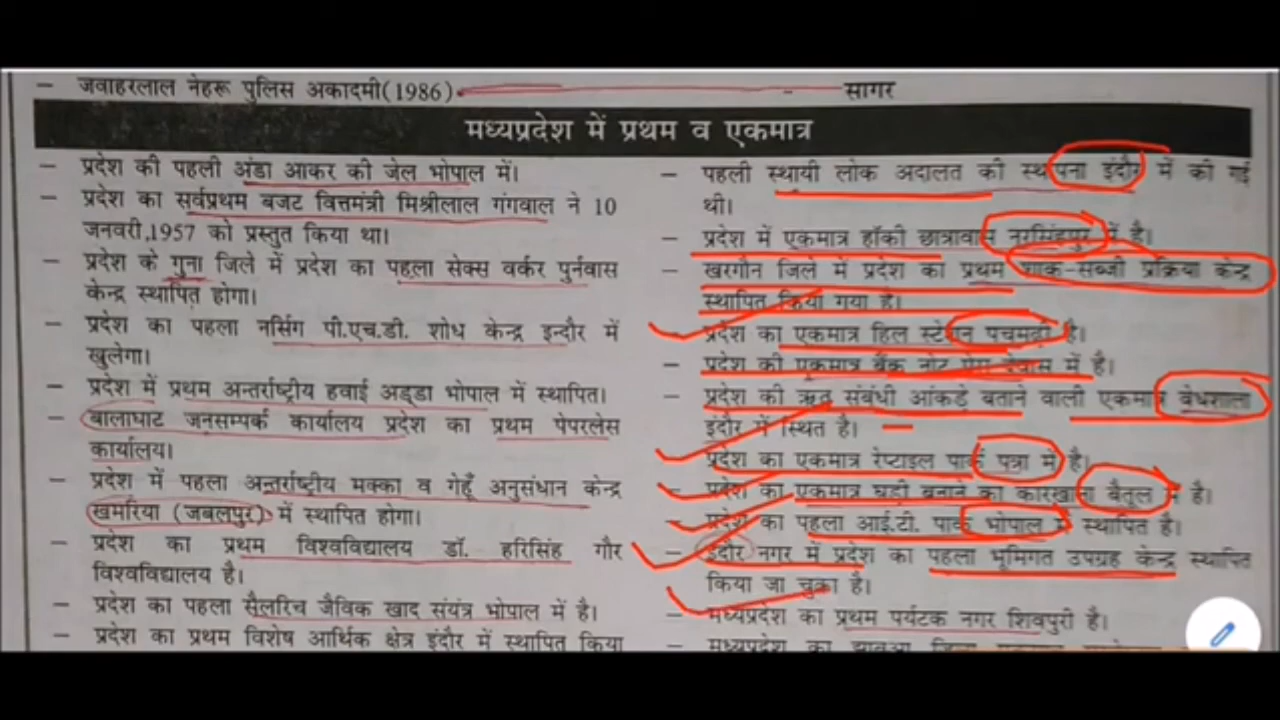 – जवाहरलाल नेहरू पुलिस अकादमी(1986) - सागर
मध्यप्रदेश में प्रथम व एकमात्र
– प्रदेश की पहली अंडा आकर की जेल भोपाल में।
– प्रदेश का सर्वप्रथम बजट वित्तमंत्री मिश्रीलाल गंगवाल ने 10
जनवरी,1957 को प्रस्तुत किया था।
– प्रदेश के गुना जिले में प्रदेश का पहला सेक्स वर्कर पुर्नवास
केन्द्र स्थापित होगा।
– प्रदेश का पहला नर्सिग पी.एच.डी. शोध केन्द्र इन्दौर में
खुलेगा।
– प्रदेश में प्रथम अन्तर्राष्ट्रीय हवाई अड्डा भोपाल में स्थापित।
– बालाघाट जनसम्पर्क कार्यालय प्रदेश का प्रथम पेपरलेस
कार्यालय।
– प्रदेश में पहला अन्तर्राष्ट्रीय मक्का व गेहूँ अनुसंधान केन्द्र
खमरिया (जबलपुर) में स्थापित होगा।
– प्रदेश का प्रथम विश्वविद्यालय डॉ. हरिसिंह गौर
विश्वविद्यालय है।
– प्रदेश का पहला सैलरिच जैविक खाद संयंत्र भोपाल में है।
– प्रदेश का प्रथम विशेष आर्थिक क्षेत्र इंदौर में स्थापित किया
– पहली स्थायी लोक अदालत की स्थापना इंदौर में की गई
थी।
– प्रदेश में एकमात्र हॉकी छात्रावास नरसिंहपुर में है।
– खरगौन जिले में प्रदेश का प्रथम शाक-सब्जी प्रक्रिया केन्द्र
स्थापित किया गया है।
– प्रदेश का एकमात्र हिल स्टेशन पचमढ़ी है।
– प्रदेश की एकमात्र बैंक नोट प्रेस देवास में है।
– प्रदेश की ऋतु संबंधी आंकड़े बताने वाली एकमात्र वेधशाला
इंदौर में स्थित है।
– प्रदेश का एकमात्र रेप्टाइल पार्क पन्ना में है।
– प्रदेश का एकमात्र घड़ी बनाने का कारखाना बैतूल में है।
– प्रदेश का पहला आई.टी. पार्क भोपाल में स्थापित है।
– इंदौर नगर में प्रदेश का पहला भूमिगत उपग्रह केन्द्र स्थापित
किया जा चुका है।
– मध्यप्रदेश का प्रथम पर्यटक नगर शिवपुरी है।
– मध्यप्रदेश का झाबुआ जिला